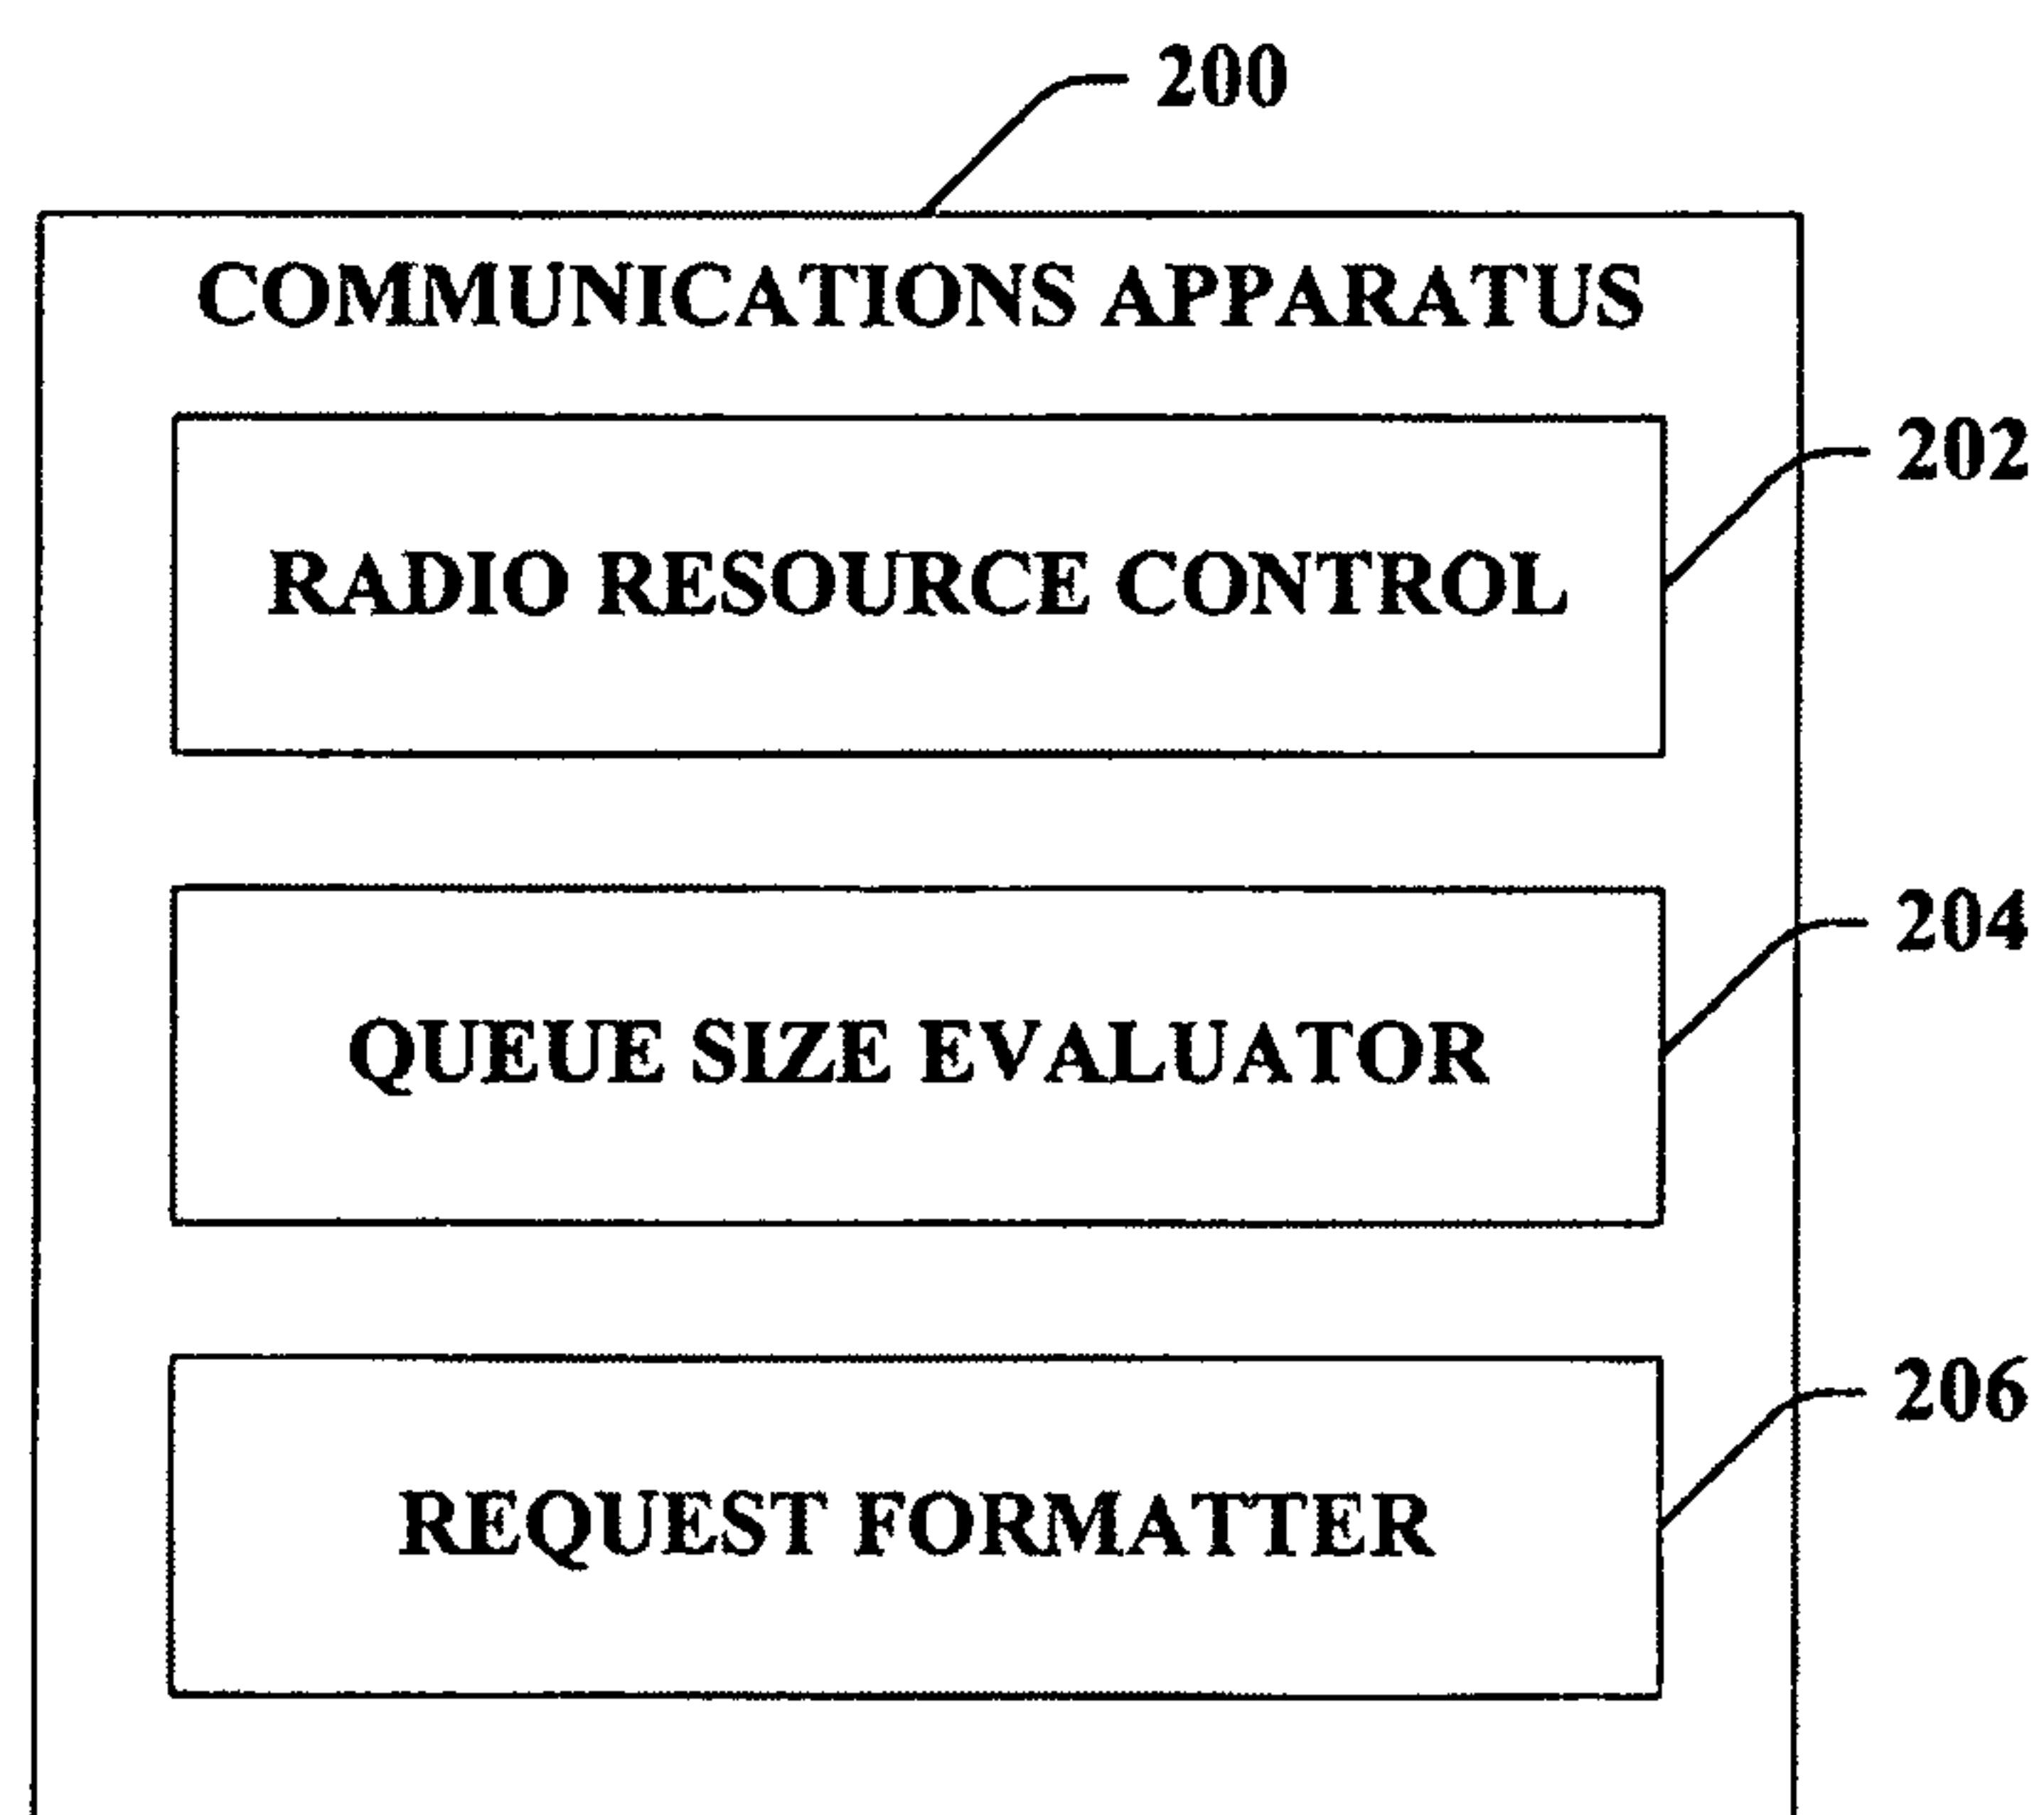 200
COMMUNICATIONS APPARATUS
202
RADIO RESOURCE CONTROL
204
QUEUE SIZE EVALUATOR
206
REQUEST FORMATTER